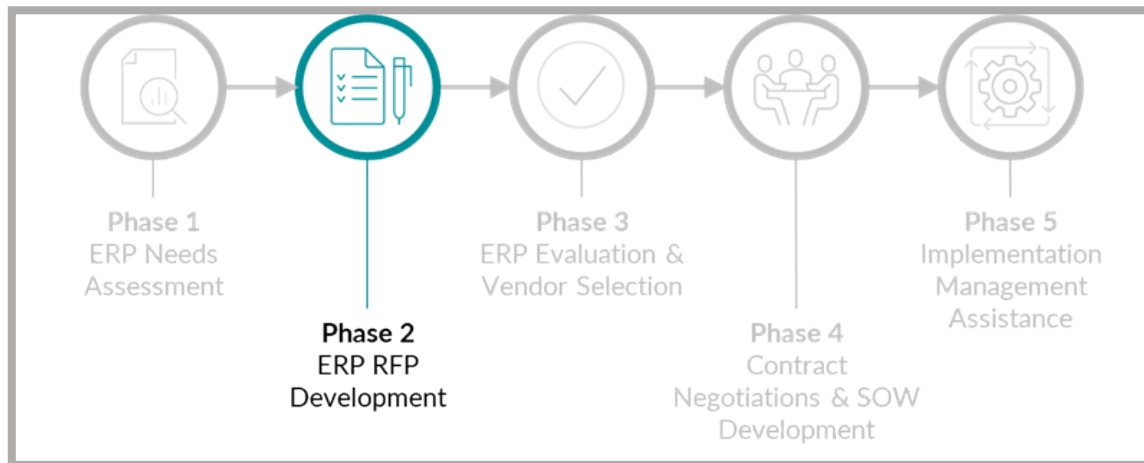 Phase 1
ERP Needs
Assessment
Phase 2
ERP RFP
Development
Phase 3
ERP Evaluation &
Vendor Selection
Phase 4
Contract
Negotiations & SOW
Development
Phase 5
Implementation
Management
Assistance